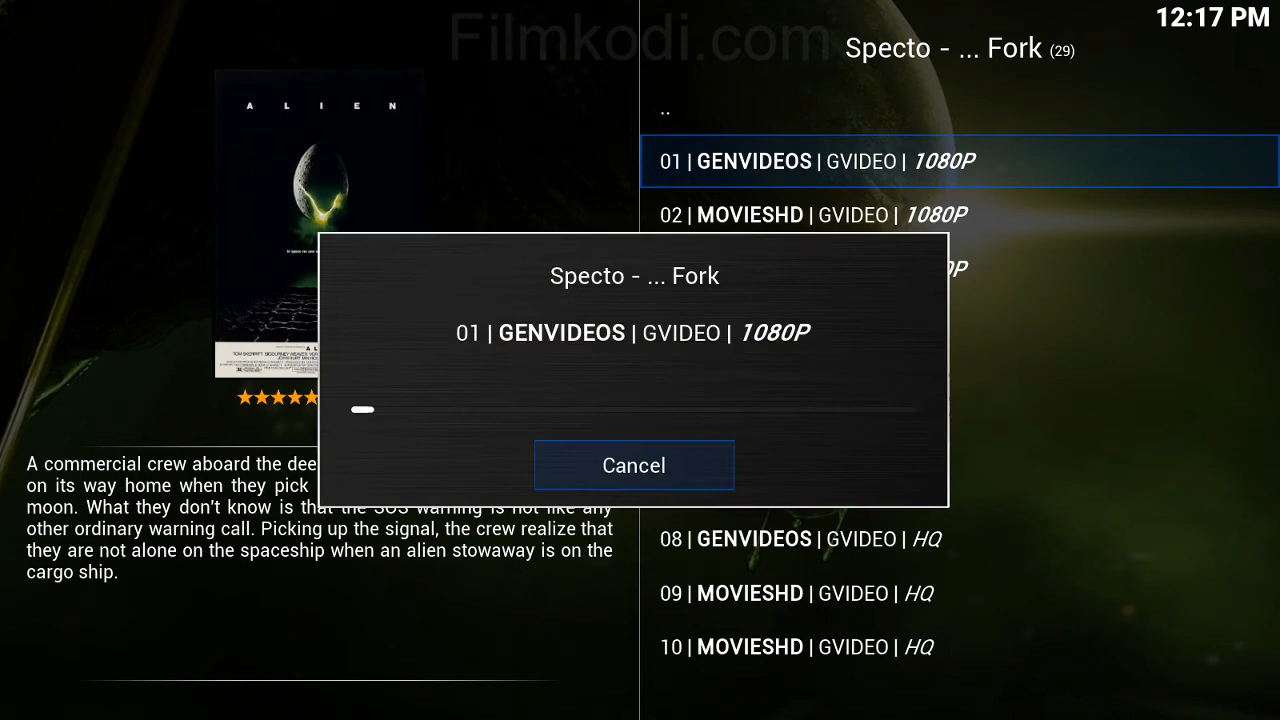 Filmkodi.com
12:17 PM
Specto - ... Fork (29)
A L I E N
..
01 | GENVIDEOS | GVIDEO | 1080P
02 | MOVIESHD | GVIDEO | 1080P
Specto - ... Fork
01 | GENVIDEOS | GVIDEO | 1080P
Cancel
A commercial crew aboard the dee
on its way home when they pick
moon. What they don't know is that the SOS warning is not like any
other ordinary warning call. Picking up the signal, the crew realize that
they are not alone on the spaceship when an alien stowaway is on the
cargo ship.
08 | GENVIDEOS | GVIDEO | HQ
09 | MOVIESHD | GVIDEO | HQ
10 | MOVIESHD | GVIDEO | HQ